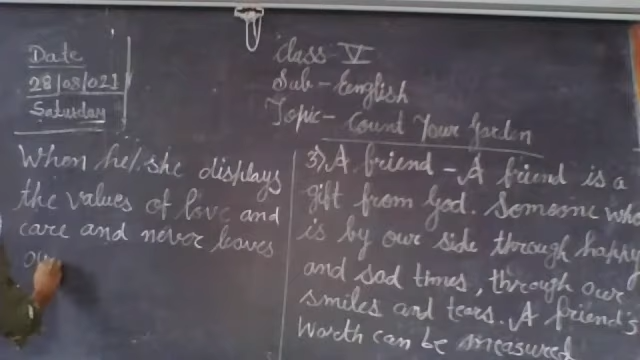 Date
28/08/021
Saturday
Class-V
Sub-English
Topic- Count Your Garden
When he/she displays
the values of love and
care and never leaves
3) A friend - A friend is a
gift from God. Someone who
is by our side through happy
and sad times, through our
smiles and tears. A friend's
worth can be measured